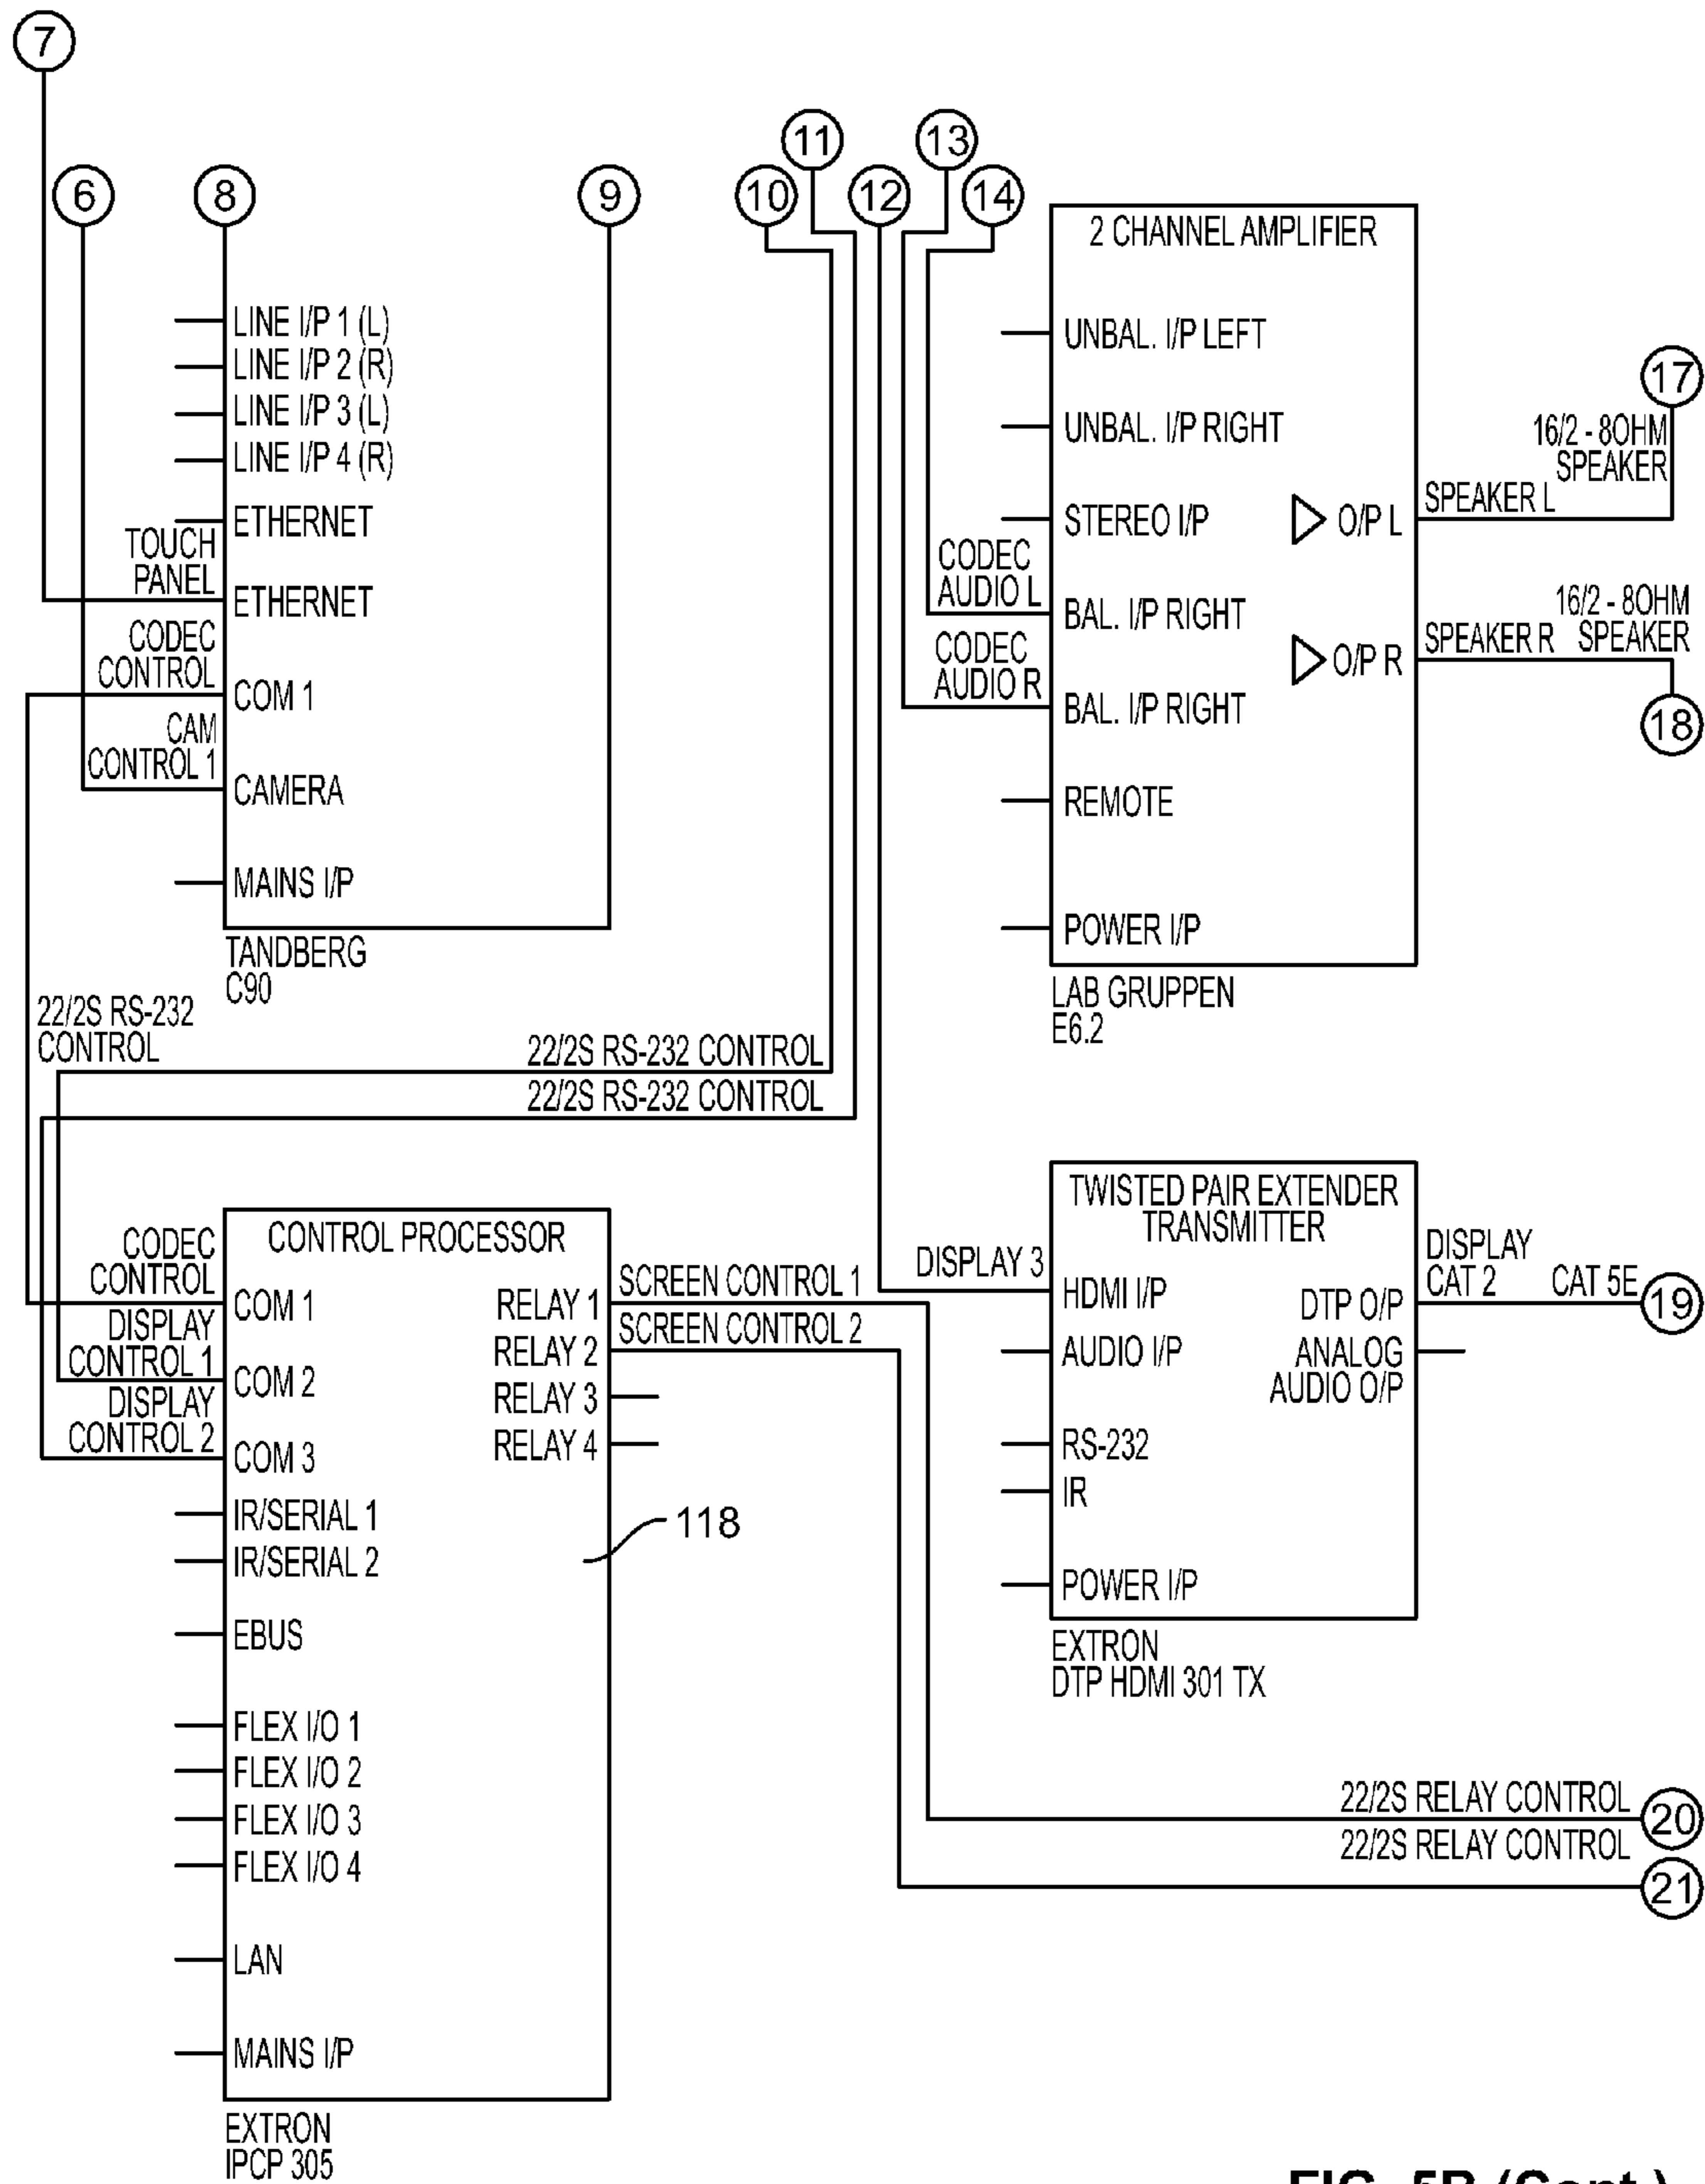 7
6
8
9
10
11
12
13
14
LINE I/P 1 (L)
LINE I/P 2 (R)
LINE I/P 3 (L)
LINE I/P 4 (R)
ETHERNET
TOUCH
PANEL
ETHERNET
CODEC
CONTROL
COM 1
CAM
CONTROL 1
CAMERA
MAINS I/P
TANDBERG
C90
2 CHANNEL AMPLIFIER
UNBAL. I/P LEFT
UNBAL. I/P RIGHT
STEREO I/P
CODEC
AUDIO L
BAL. I/P RIGHT
CODEC
AUDIO R
BAL. I/P RIGHT
REMOTE
POWER I/P
O/P L
O/P R
SPEAKER L
16/2 - 8OHM
SPEAKER
17
SPEAKER R
16/2 - 8OHM
SPEAKER
18
LAB GRUPPEN
E6.2
22/2S RS-232
CONTROL
22/2S RS-232 CONTROL
22/2S RS-232 CONTROL
CONTROL PROCESSOR
CODEC
CONTROL
COM 1
DISPLAY
CONTROL 1
COM 2
DISPLAY
CONTROL 2
COM 3
IR/SERIAL 1
IR/SERIAL 2
EBUS
FLEX I/O 1
FLEX I/O 2
FLEX I/O 3
FLEX I/O 4
LAN
MAINS I/P
RELAY 1
RELAY 2
RELAY 3
RELAY 4
SCREEN CONTROL 1
SCREEN CONTROL 2
118
EXTRON
IPCP 305
TWISTED PAIR EXTENDER
TRANSMITTER
DISPLAY 3
HDMI I/P
AUDIO I/P
RS-232
IR
POWER I/P
DTP O/P
ANALOG
AUDIO O/P
DISPLAY
CAT 2
CAT 5E
19
EXTRON
DTP HDMI 301 TX
22/2S RELAY CONTROL
20
22/2S RELAY CONTROL
21
FIG. 5B (Cont.)